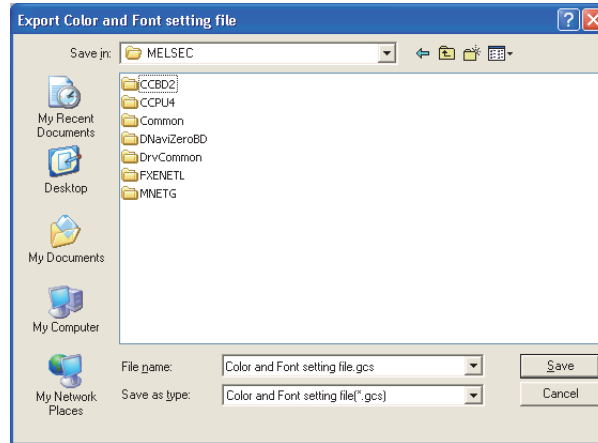 Export Color and Font setting file
Save in:
MELSEC
My Recent
Documents
Desktop
My Documents
My Computer
My Network
Places
CCBD2
CCPU4
Common
DNaviZeroBD
DrvCommon
FXENETL
MNETG
File name:
Color and Font setting file.gcs
Save
Save as type:
Color and Font setting file(*.gcs)
Cancel